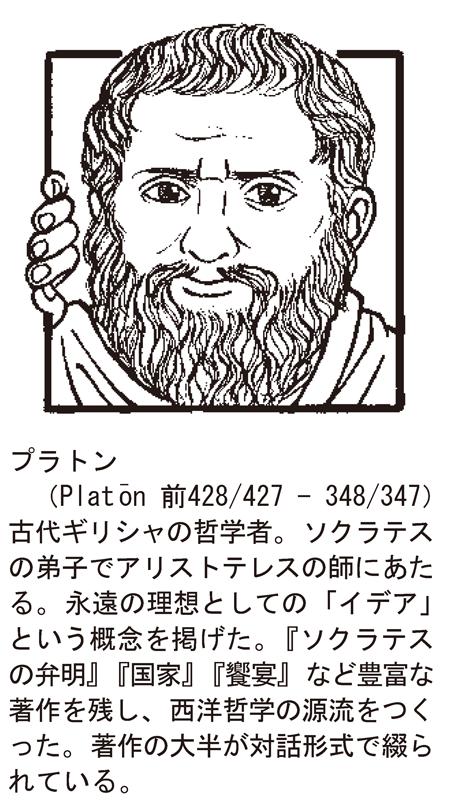 プラトン
（Platōn 前428/427 − 348/347）
古代ギリシャの哲学者。ソクラテス
の弟子でアリストテレスの師にあた
る。永遠の理想としての「イデア」
という概念を掲げた。『ソクラテス
の弁明』『国家』『饗宴』など豊富な
著作を残し、西洋哲学の源流をつく
った。著作の大半が対話形式で綴ら
れている。